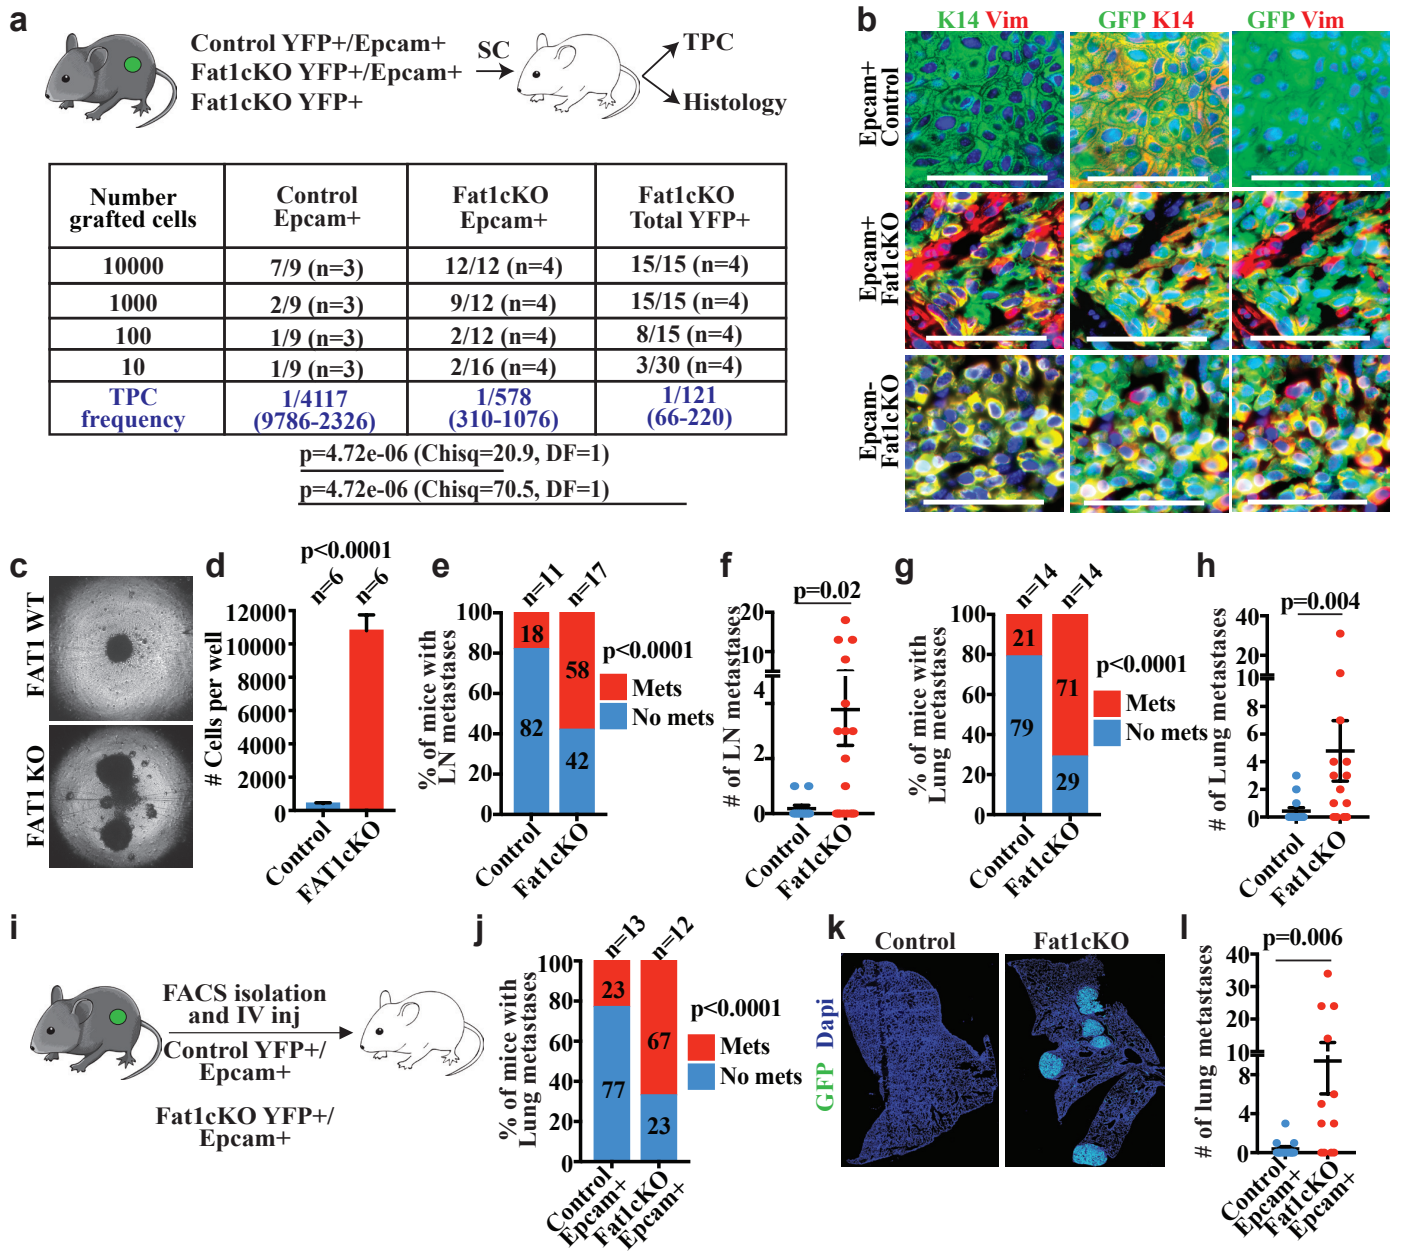 a
Control YFP+/Epcam+
Fat1cKO YFP+/Epcam+
Fat1cKO YFP+
SC
TPC
Histology
Number grafted cells
Control Epcam+
Fat1cKO Epcam+
Fat1cKO Total YFP+
10000 7/9 (n=3) 12/12 (n=4) 15/15 (n=4)
1000 2/9 (n=3) 9/12 (n=4) 15/15 (n=4)
100 1/9 (n=3) 2/12 (n=4) 8/15 (n=4)
10 1/9 (n=3) 2/16 (n=4) 3/30 (n=4)
TPC 1/4117 1/578 1/121
frequency (9786-2326) (310-1076) (66-220)
p=4.72e-06 (Chisq=20.9, DF=1)
p=4.72e-06 (Chisq=70.5, DF=1)
b
K14 Vim
GFP K14
GFP Vim
Epcam+
Control
Epcam+
Fat1cKO
Epcam-
Fat1cKO
c
FAT1 WT
FAT1 KO
d
p<0.0001
n=6
n=6
# Cells per well
12000
10000
8000
6000
4000
2000
0
Control
FAT1cKO
e
n=11
n=17
% of mice with
LN metastases
100
80
60
40
20
0
18
82
58
42
p<0.0001
Mets
No mets
Control
Fat1cKO
f
p=0.02
# of LN metastases
20
10
4
2
0
Control
Fat1cKO
g
n=14
n=14
% of mice with
Lung metastases
100
80
60
40
20
0
21
79
71
29
p<0.0001
Mets
No mets
Control
Fat1cKO
h
p=0.004
# of Lung metastases
40
20
10
8
6
4
2
0
Control
Fat1cKO
i
FACS isolation
and IV inj
Control YFP+/
Epcam+
Fat1cKO YFP+/
Epcam+
j
n=13
n=12
% of mice with
Lung metastases
100
80
60
40
20
0
23
77
67
23
p<0.0001
Mets
No mets
Control
Epcam+
Fat1cKO
Epcam+
k
Control
Fat1cKO
GFP Dapi
l
p=0.006
# of lung metastases
40
30
20
10
8
4
0
Control
Epcam+
Fat1cKO
Epcam+